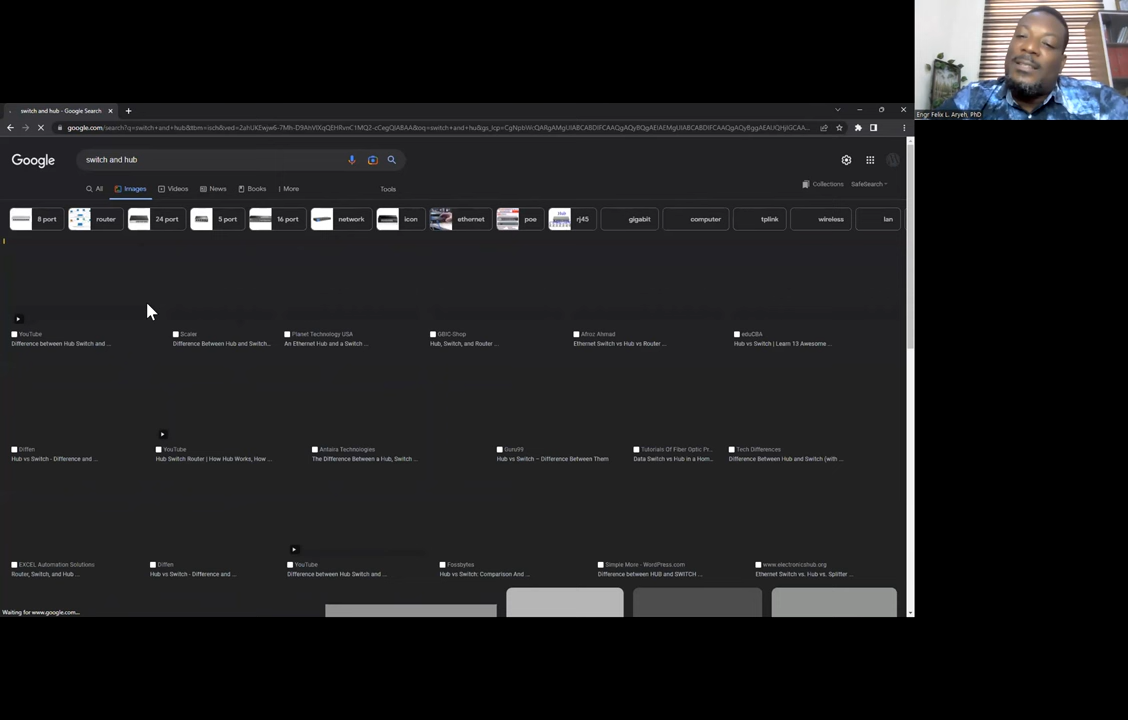 switch and hub - Google Search
google.com/search?q=switch+and+hub&tbm=isch&ved=
Google
switch and hub
All
Images
Videos
News
Books
More
Tools
Collections
SafeSearch
8 port
router
24 port
5 port
16 port
network
icon
ethernet
poe
rj45
gigabit
computer
tplink
wireless
lan
YouTube
Difference between Hub Switch and ...
Scaler
Difference Between Hub and Switch...
Planet Technology USA
An Ethernet Hub and a Switch ...
GBIC-Shop
Hub, Switch, and Router ...
Afroz Ahmad
Ethernet Switch vs Hub vs Router ...
eduCBA
Hub vs Switch | Learn 13 Awesome ...
Diffen
Hub vs Switch - Difference and ...
YouTube
Hub Switch Router | How Hub Works, How ...
Antaira Technologies
The Difference Between a Hub, Switch ...
Guru99
Hub vs Switch – Difference Between Them
Tutorials Of Fiber Optic Pr...
Data Switch vs Hub in a Hom...
Tech Differences
Difference Between Hub and Switch (with ...
EXCEL Automation Solutions
Router, Switch, and Hub ...
Diffen
Hub vs Switch - Difference and ...
YouTube
Difference between Hub Switch and ...
Fossbytes
Hub vs Switch: Comparison And ...
Simple More - WordPress.com
Difference between HUB and SWITCH ...
www.electronicshub.org
Ethernet Switch vs. Hub vs. Splitter ...
Waiting for www.google.com...
Engr Felix L. Aryeh, PhD